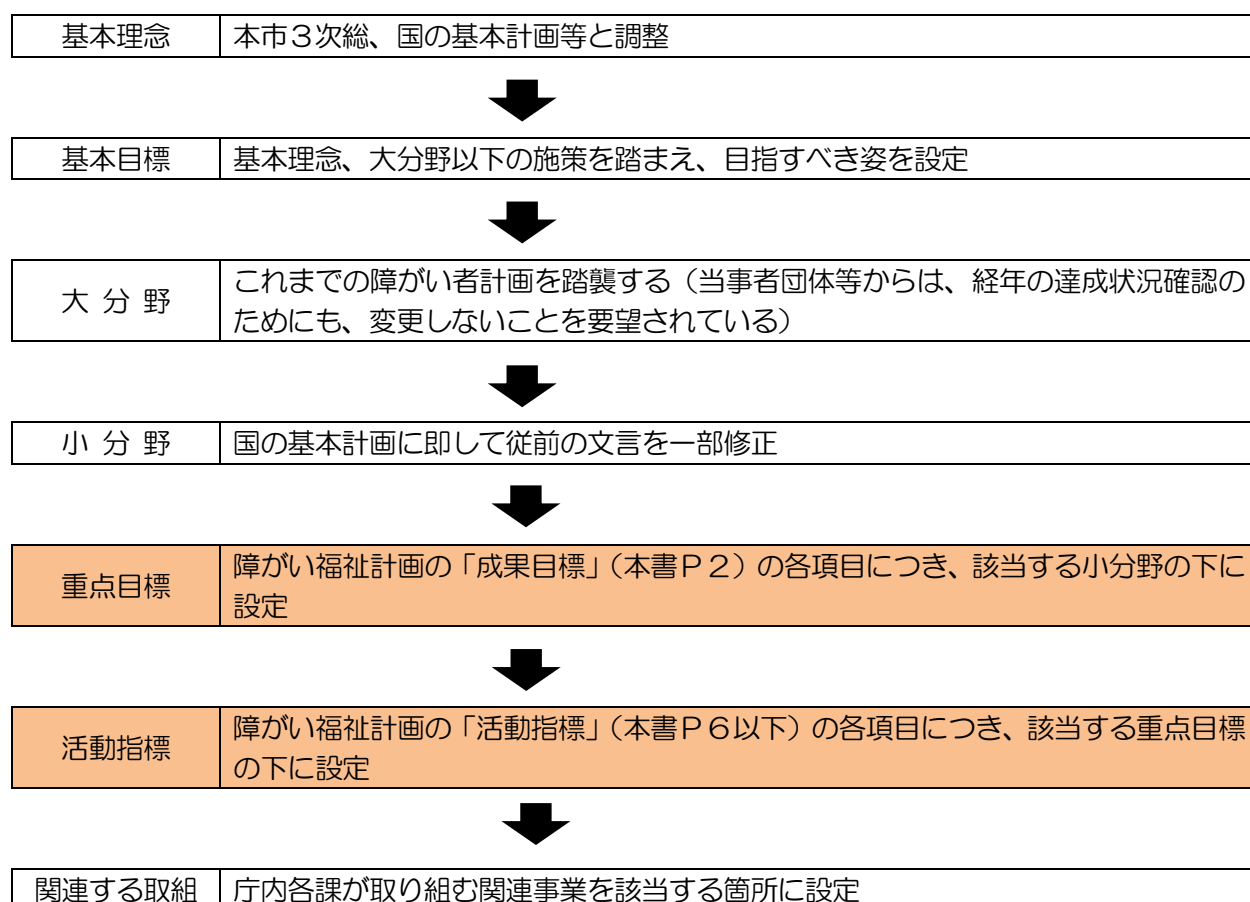 基本理念
本市3次総、国の基本計画等と調整
基本目標
基本理念、大分野以下の施策を踏まえ、目指すべき姿を設定
大 分 野
これまでの障がい者計画を踏襲する（当事者団体等からは、経年の達成状況確認の
ためにも、変更しないことを要望されている）
小 分 野
国の基本計画に即して従前の文言を一部修正
重点目標
障がい福祉計画の「成果目標」（本書P2）の各項目につき、該当する小分野の下に
設定
活動指標
障がい福祉計画の「活動指標」（本書P6以下）の各項目につき、該当する重点目標
の下に設定
関連する取組
庁内各課が取り組む関連事業を該当する箇所に設定